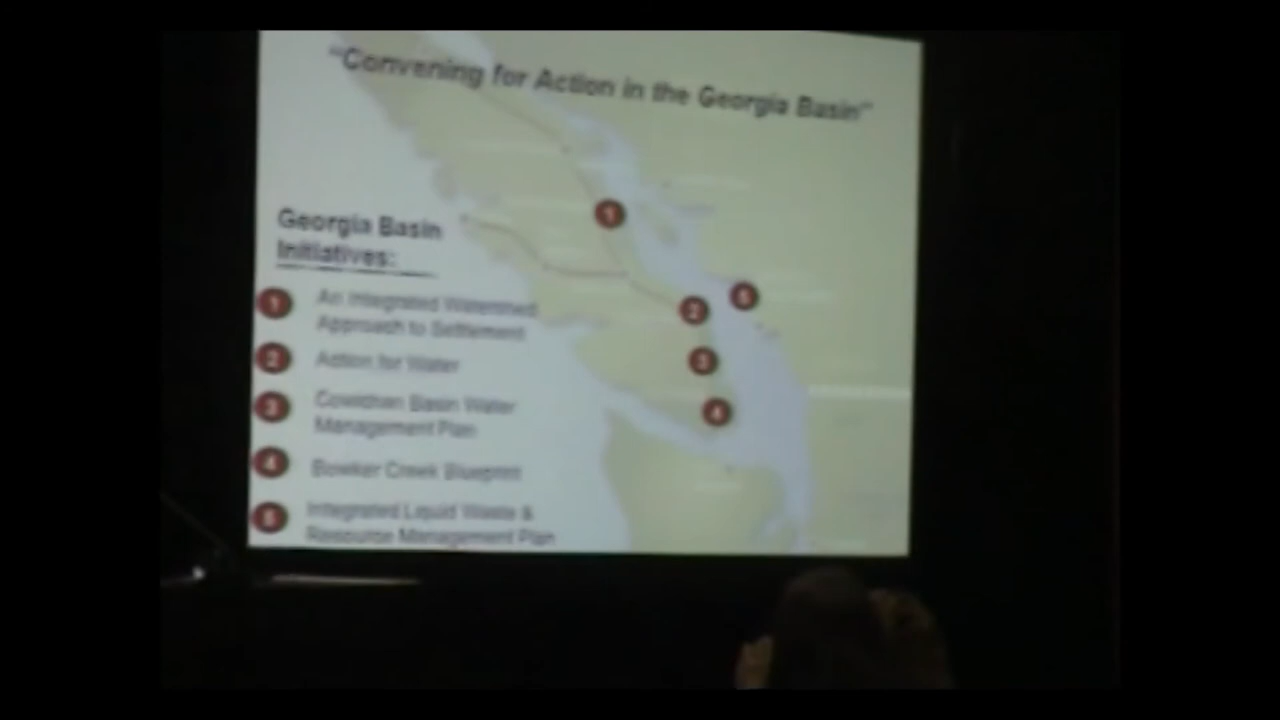 "Convening for Action in the Georgia Basin"
Georgia Basin
Initiatives:
1 An Integrated Watershed
Approach to Settlement
2 Action for Water
3 Cowichan Basin Water
Management Plan
4 Bowker Creek Blueprint
5 Integrated Liquid Waste &
Resource Management Plan
1
2
5
3
4